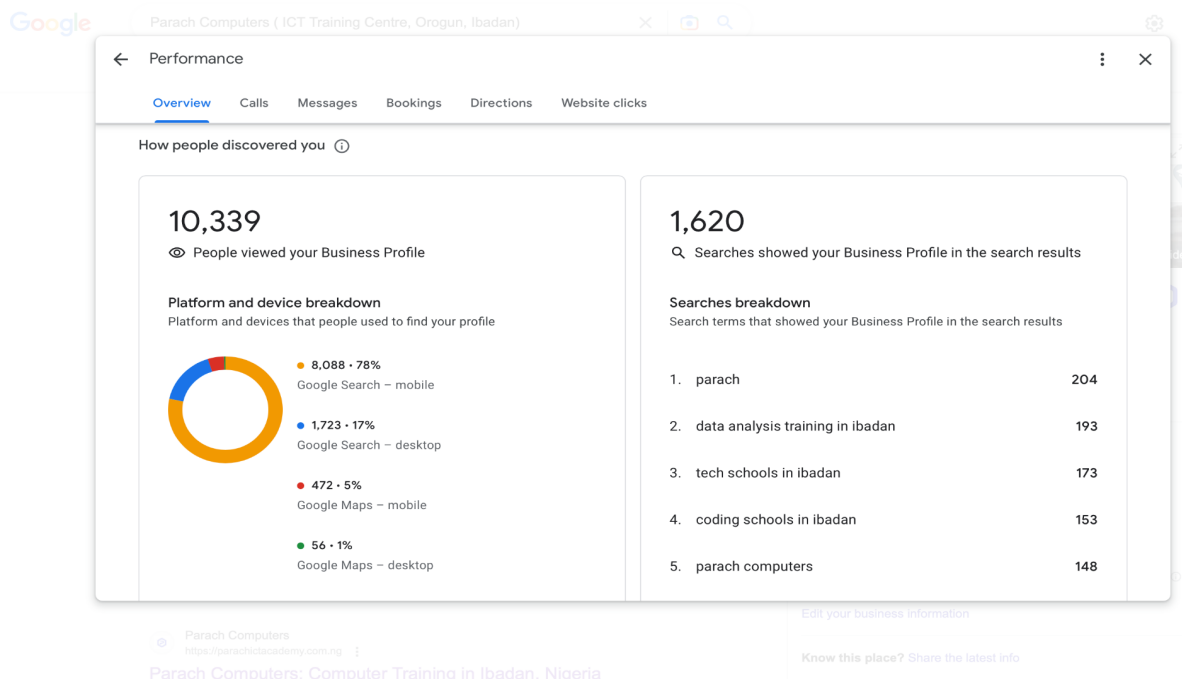 Google
Parach Computers ( ICT Training Centre, Orogun, Ibadan)
Performance
Overview Calls Messages Bookings Directions Website clicks
How people discovered you
10,339
People viewed your Business Profile
Platform and device breakdown
Platform and devices that people used to find your profile
8,088 • 78%
Google Search – mobile
1,723 • 17%
Google Search – desktop
472 • 5%
Google Maps – mobile
56 • 1%
Google Maps – desktop
1,620
Searches showed your Business Profile in the search results
Searches breakdown
Search terms that showed your Business Profile in the search results
1. parach 204
2. data analysis training in ibadan 193
3. tech schools in ibadan 173
4. coding schools in ibadan 153
5. parach computers 148
Edit your business information
Parach Computers
https://parachictacademy.com.ng
Know this place? Share the latest info
Parach Computers: Computer Training in Ibadan, Nigeria